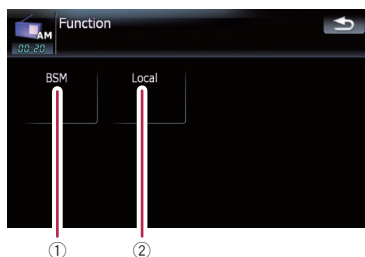 Function
AM
00-20
BSM Local
① ②